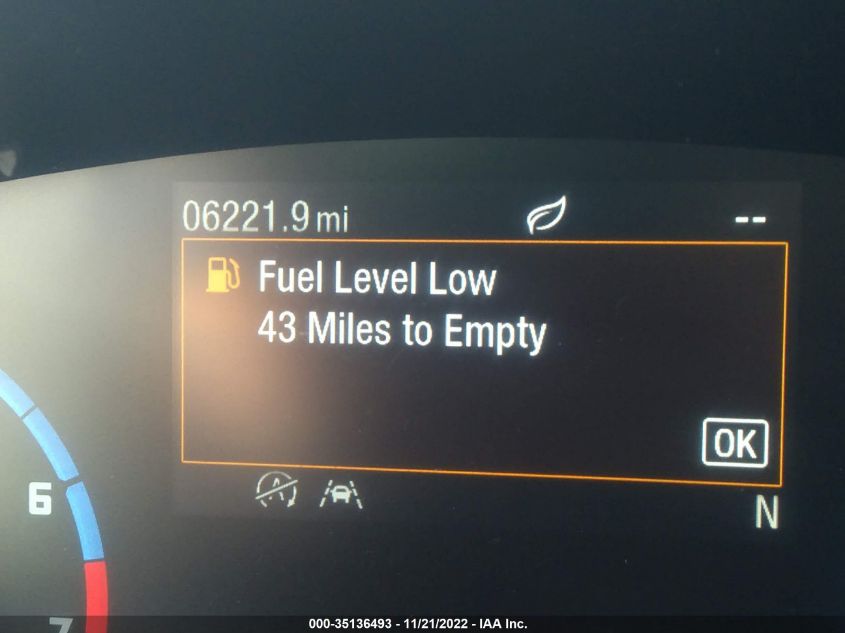 06221.9 mi --
Fuel Level Low
43 Miles to Empty
OK
6
N
7
000-35136493 - 11/21/2022 - IAA Inc.